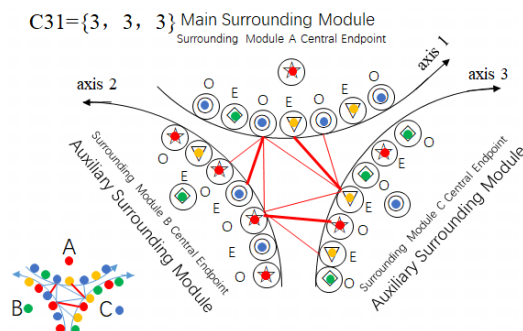 C31={3, 3, 3}
Main Surrounding Module
Surrounding Module A Central Endpoint
axis 1
axis 2
axis 3
O
E
O
E
O
E
O
O
E
O
E
O
E
O
O
E
O
E
O
E
O
Surrounding Module B Central Endpoint
Auxiliary Surrounding Module
Surrounding Module C Central Endpoint
Auxiliary Surrounding Module
A
B
C